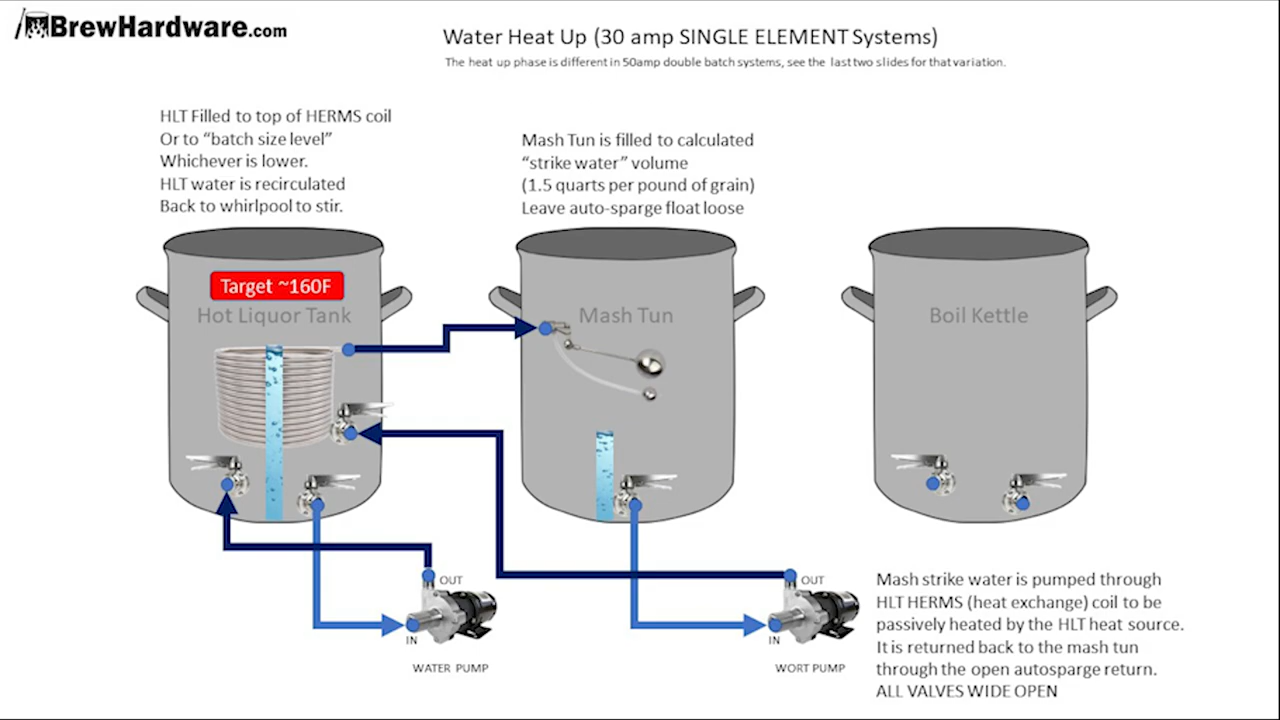 BrewHardware.com
Water Heat Up (30 amp SINGLE ELEMENT Systems)
The heat up phase is different in 50amp double batch systems, see the last two slides for that variation.
HLT Filled to top of HERMS coil
Or to “batch size level”
Whichever is lower.
HLT water is recirculated
Back to whirlpool to stir.
Mash Tun is filled to calculated
“strike water” volume
(1.5 quarts per pound of grain)
Leave auto-sparge float loose
Target ~160F
Hot Liquor Tank
Mash Tun
Boil Kettle
OUT
IN
WATER PUMP
OUT
IN
WORT PUMP
Mash strike water is pumped through
HLT HERMS (heat exchange) coil to be
passively heated by the HLT heat source.
It is returned back to the mash tun
through the open autosparge return.
ALL VALVES WIDE OPEN